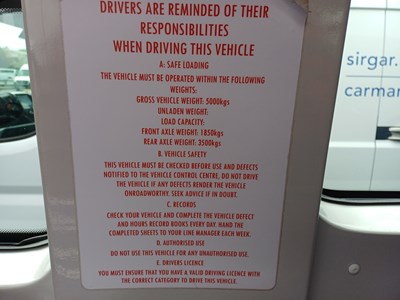 DRIVERS ARE REMINDED OF THEIR
RESPONSIBILITIES
WHEN DRIVING THIS VEHICLE
A: SAFE LOADING
THE VEHICLE MUST BE OPERATED WITHIN THE FOLLOWING
WEIGHTS:
GROSS VEHICLE WEIGHT: 5000kgs
UNLADEN WEIGHT:
LOAD CAPACITY:
FRONT AXLE WEIGHT: 1850kgs
REAR AXLE WEIGHT: 3500kgs
B. VEHICLE SAFETY
THIS VEHICLE MUST BE CHECKED BEFORE USE AND DEFECTS
NOTIFIED TO THE VEHICLE CONTROL CENTRE, DO NOT DRIVE
THE VEHICLE IF ANY DEFECTS RENDER THE VEHICLE
UNROADWORTHY. SEEK ADVICE IF IN DOUBT.
C. RECORDS
CHECK YOUR VEHICLE AND COMPLETE THE VEHICLE DEFECT
AND HOURS RECORD BOOKS EVERY DAY. HAND THE
COMPLETED SHEETS TO YOUR LINE MANAGER EACH WEEK.
D. AUTHORISED USE
DO NOT USE THIS VEHICLE FOR ANY UNAUTHORISED USE.
E. DRIVERS LICENCE
YOU MUST ENSURE THAT YOU HAVE A VALID DRIVING LICENCE WITH
THE CORRECT CATEGORY TO DRIVE THIS VEHICLE.
sirgar.
carmar